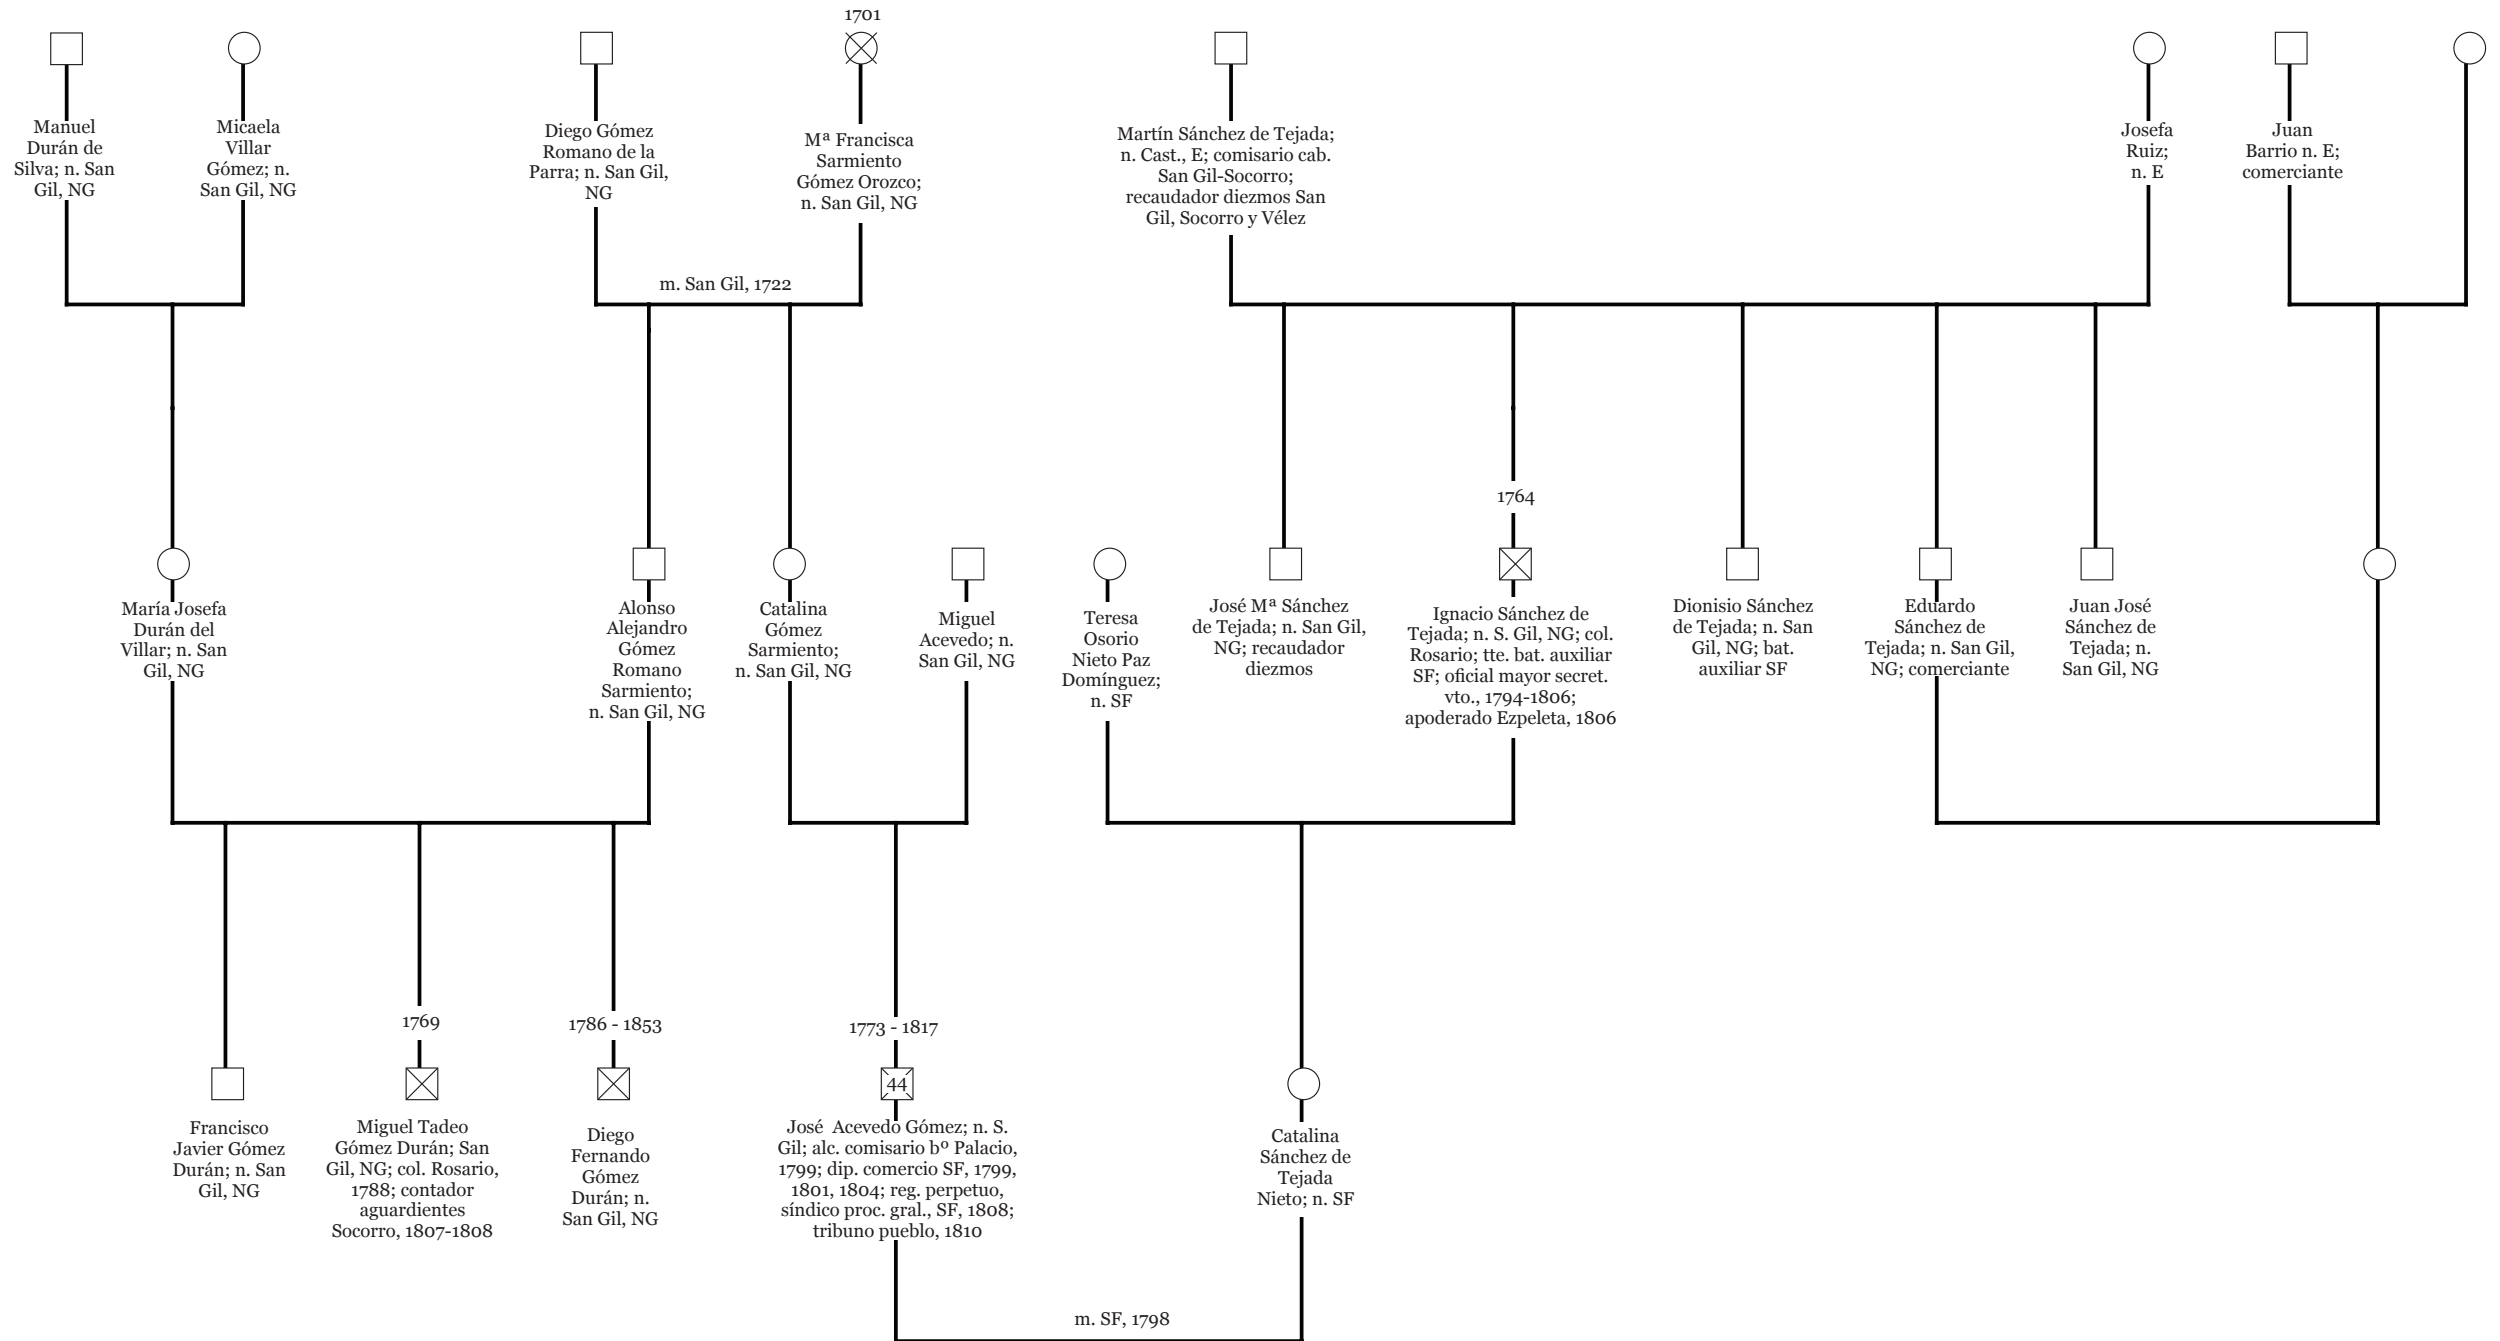 1701
Manuel
Durán de
Silva; n. San
Gil, NG
Micaela
Villar
Gómez; n.
San Gil, NG
Diego Gómez
Romano de la
Parra; n. San Gil,
NG
Mª Francisca
Sarmiento
Gómez Orozco;
n. San Gil, NG
Martín Sánchez de Tejada;
n. Cast., E; comisario cab.
San Gil-Socorro;
recaudador diezmos San
Gil, Socorro y Vélez
Josefa
Ruiz;
n. E
Juan
Barrio n. E;
comerciante
m. San Gil, 1722
1764
María Josefa
Durán del
Villar; n. San
Gil, NG
Alonso
Alejandro
Gómez
Romano
Sarmiento;
n. San Gil, NG
Catalina
Gómez
Sarmiento;
n. San Gil, NG
Miguel
Acevedo; n.
San Gil, NG
Teresa
Osorio
Nieto Paz
Domínguez;
n. SF
José Mª Sánchez
de Tejada; n. San Gil,
NG; recaudador
diezmos
Ignacio Sánchez de
Tejada; n. S. Gil, NG; col.
Rosario; tte. bat. auxiliar
SF; oficial mayor secret.
vto., 1794-1806;
apoderado Ezpeleta, 1806
Dionisio Sánchez
de Tejada; n. San
Gil, NG; bat.
auxiliar SF
Eduardo
Sánchez de
Tejada; n. San Gil,
NG; comerciante
Juan José
Sánchez de
Tejada; n.
San Gil, NG
1769
1786 - 1853
1773 - 1817
44
Francisco
Javier Gómez
Durán; n. San
Gil, NG
Miguel Tadeo
Gómez Durán; San
Gil, NG; col. Rosario,
1788; contador
aguardientes
Socorro, 1807-1808
Diego
Fernando
Gómez
Durán; n.
San Gil, NG
José Acevedo Gómez; n. S.
Gil; alc. comisario bº Palacio,
1799; dip. comercio SF, 1799,
1801, 1804; reg. perpetuo,
síndico proc. gral., SF, 1808;
tribuno pueblo, 1810
Catalina
Sánchez de
Tejada
Nieto; n. SF
m. SF, 1798